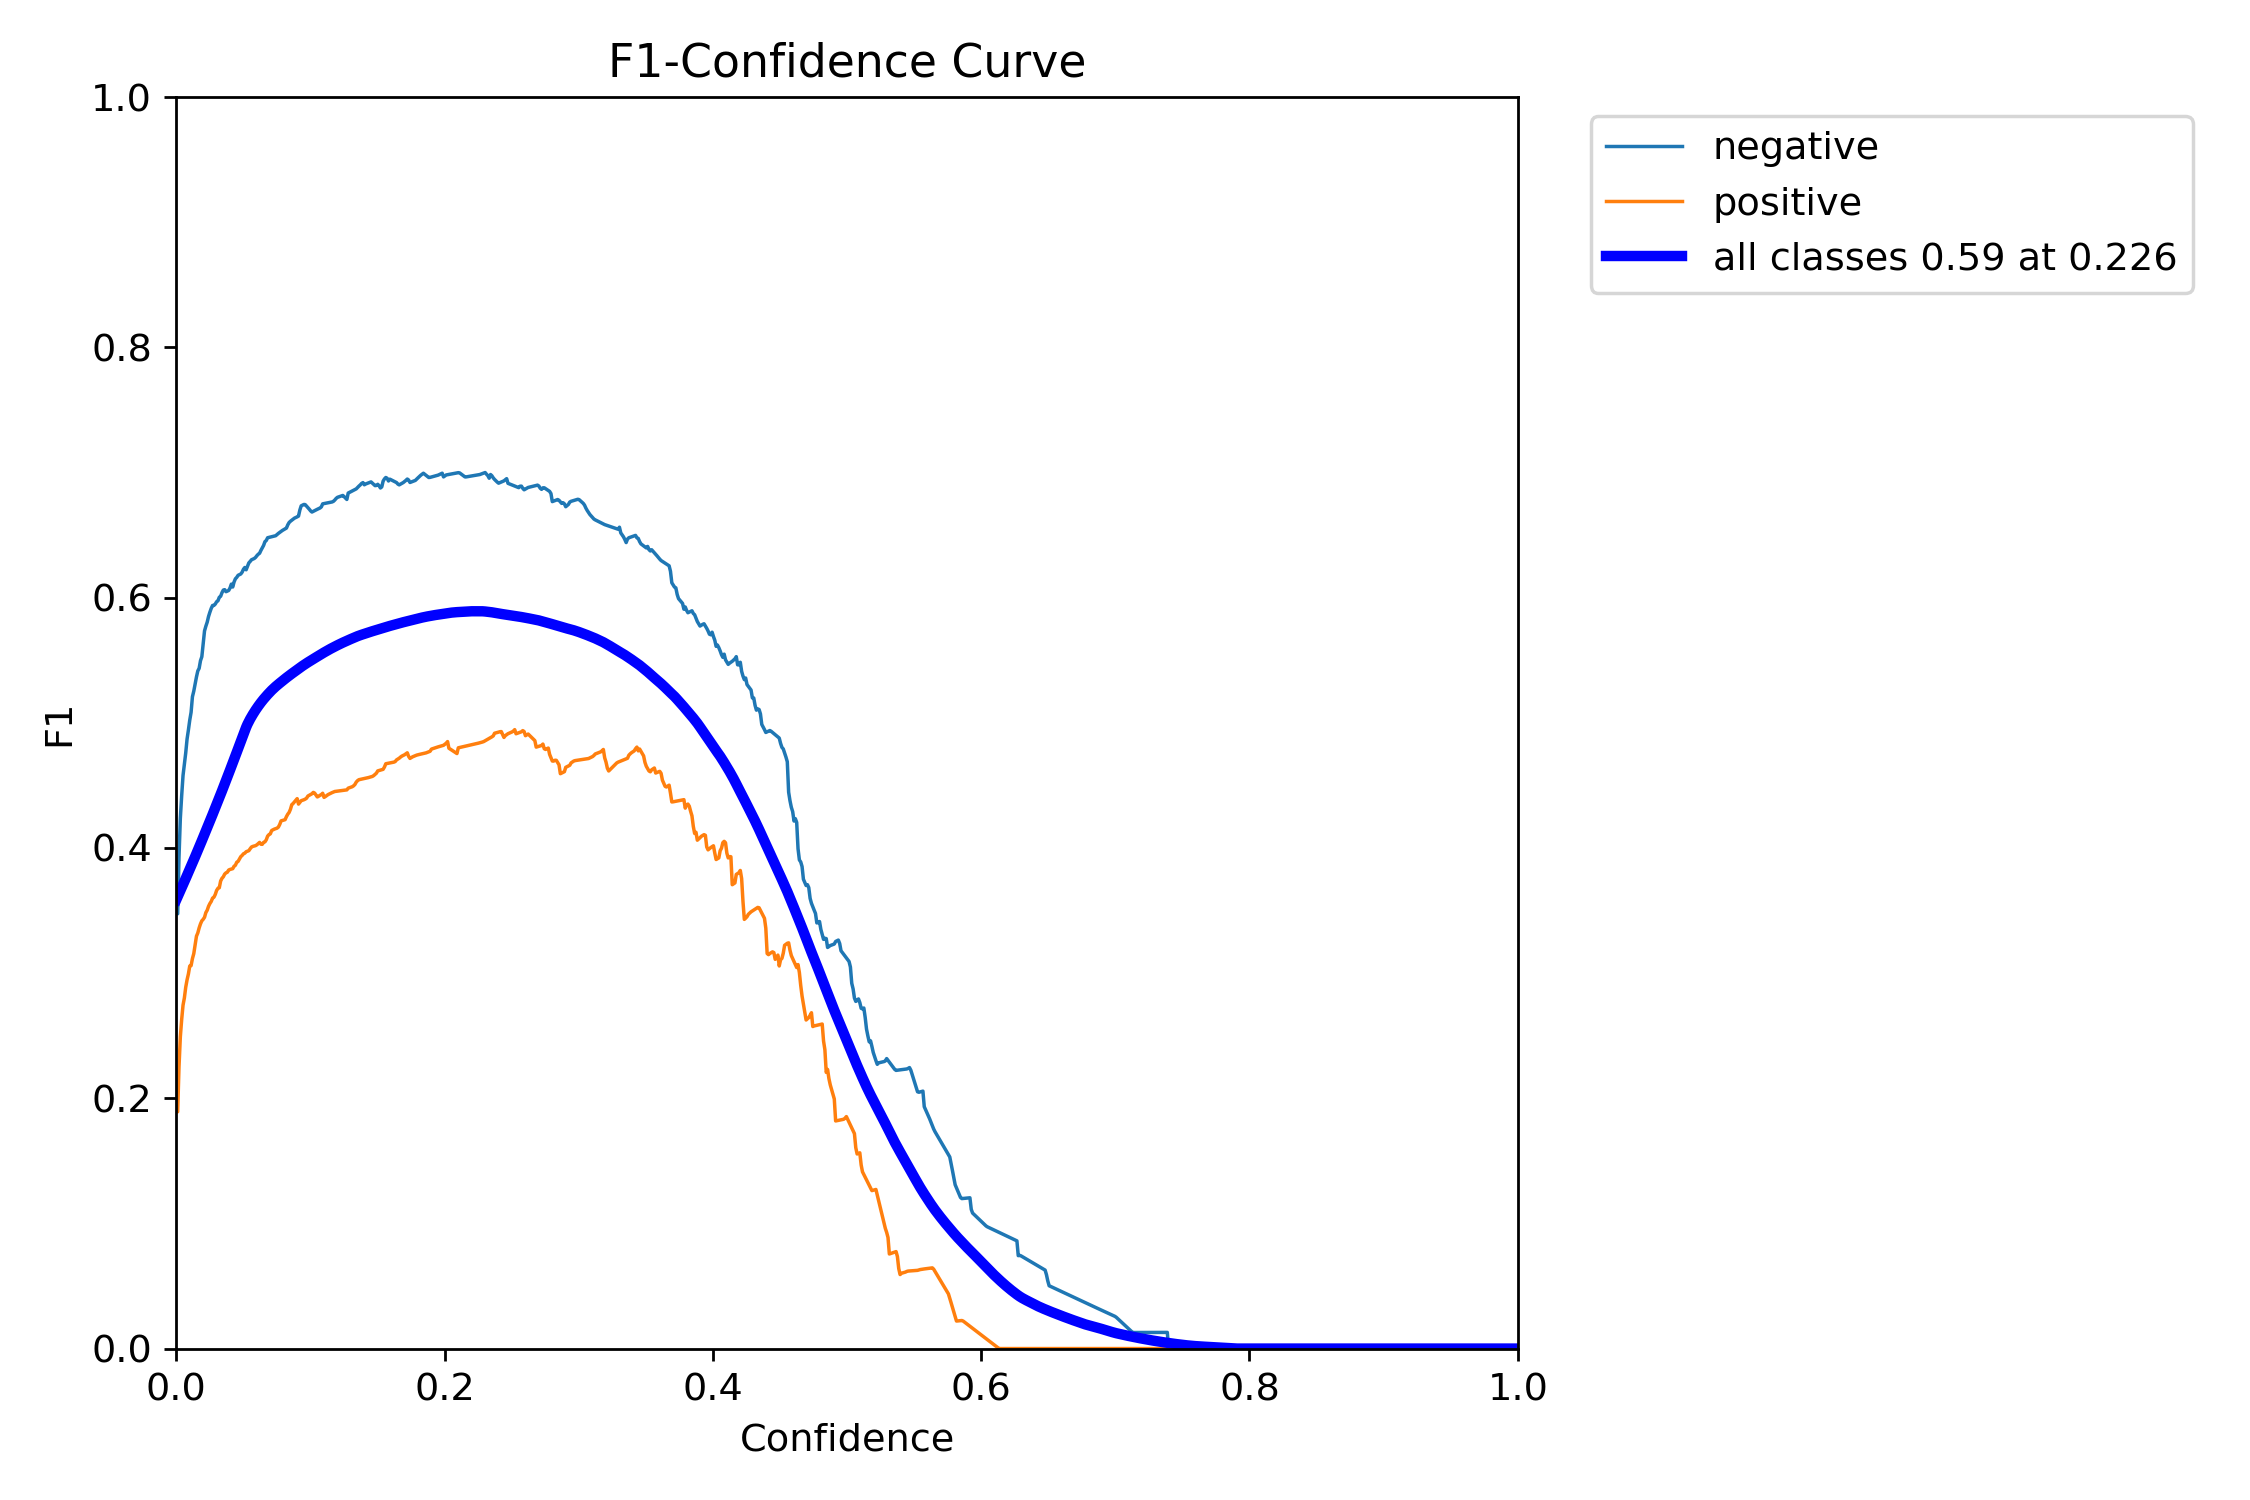 F1-Confidence Curve
1.0
0.8
0.6
0.4
0.2
0.0
F1
0.0 0.2 0.4 0.6 0.8 1.0
Confidence
negative
positive
all classes 0.59 at 0.226